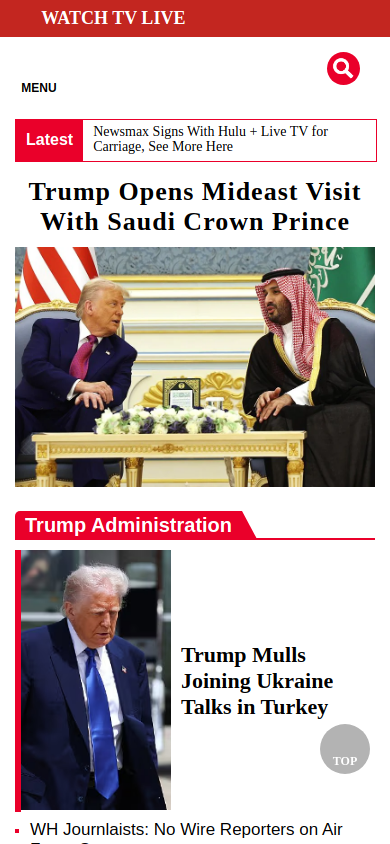 WATCH TV LIVE
MENU
Latest
Newsmax Signs With Hulu + Live TV for
Carriage, See More Here
Trump Opens Mideast Visit
With Saudi Crown Prince
Trump Administration
Trump Mulls
Joining Ukraine
Talks in Turkey
TOP
WH Journlaists: No Wire Reporters on Air